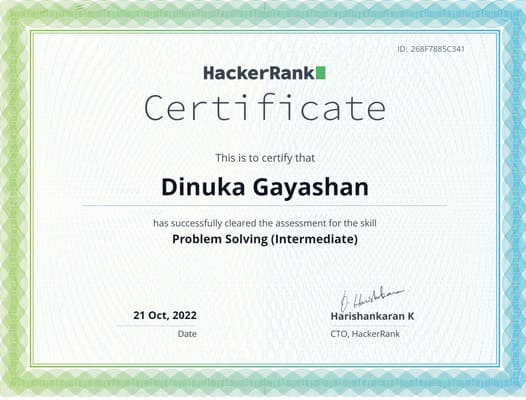 ID: 268F7885C341
HackerRank
Certificate
This is to certify that
Dinuka Gayashan
has successfully cleared the assessment for the skill
Problem Solving (Intermediate)
21 Oct, 2022
Date
Harishankaran K
CTO, HackerRank